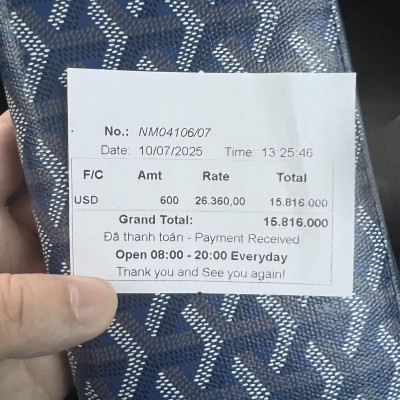 No.: NM04106/07
Date: 10/07/2025 Time: 13:25:46
F/C Amt Rate Total
USD 600 26.360,00 15.816.000
Grand Total: 15.816.000
Đã thanh toán - Payment Received
Open 08:00 - 20:00 Everyday
Thank you and See you again!